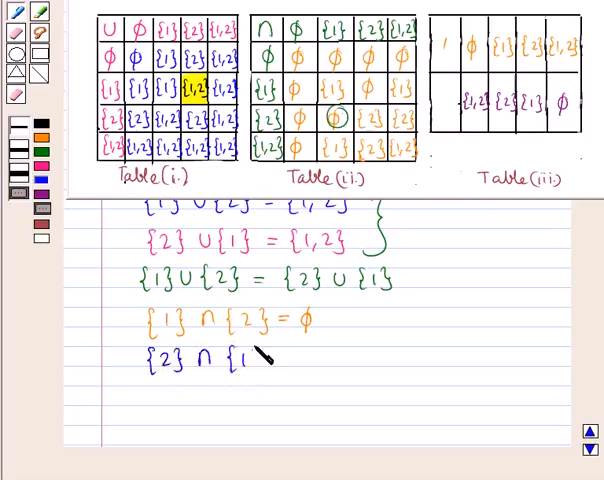 ∪ ϕ {1} {2} {1,2}
ϕ ϕ {1} {2} {1,2}
{1} {1} {1} {1,2} {1,2}
{2} {2} {1,2} {2} {1,2}
{1,2} {1,2} {1,2} {1,2} {1,2}
Table(i.)
∩ ϕ {1} {2} {1,2}
ϕ ϕ ϕ ϕ ϕ
{1} ϕ {1} ϕ {1}
{2} ϕ ϕ {2} {2}
{1,2} ϕ {1} {2} {1,2}
Table(ii.)
ı ϕ {1} {2} {1,2}
{1,2} {2} {1} ϕ
Table(iii.)
{1} ∪ {2} = {1,2}
{2} ∪ {1} = {1,2}
{1} ∪ {2} = {2} ∪ {1}
{1} ∩ {2} = ϕ
{2} ∩ {1